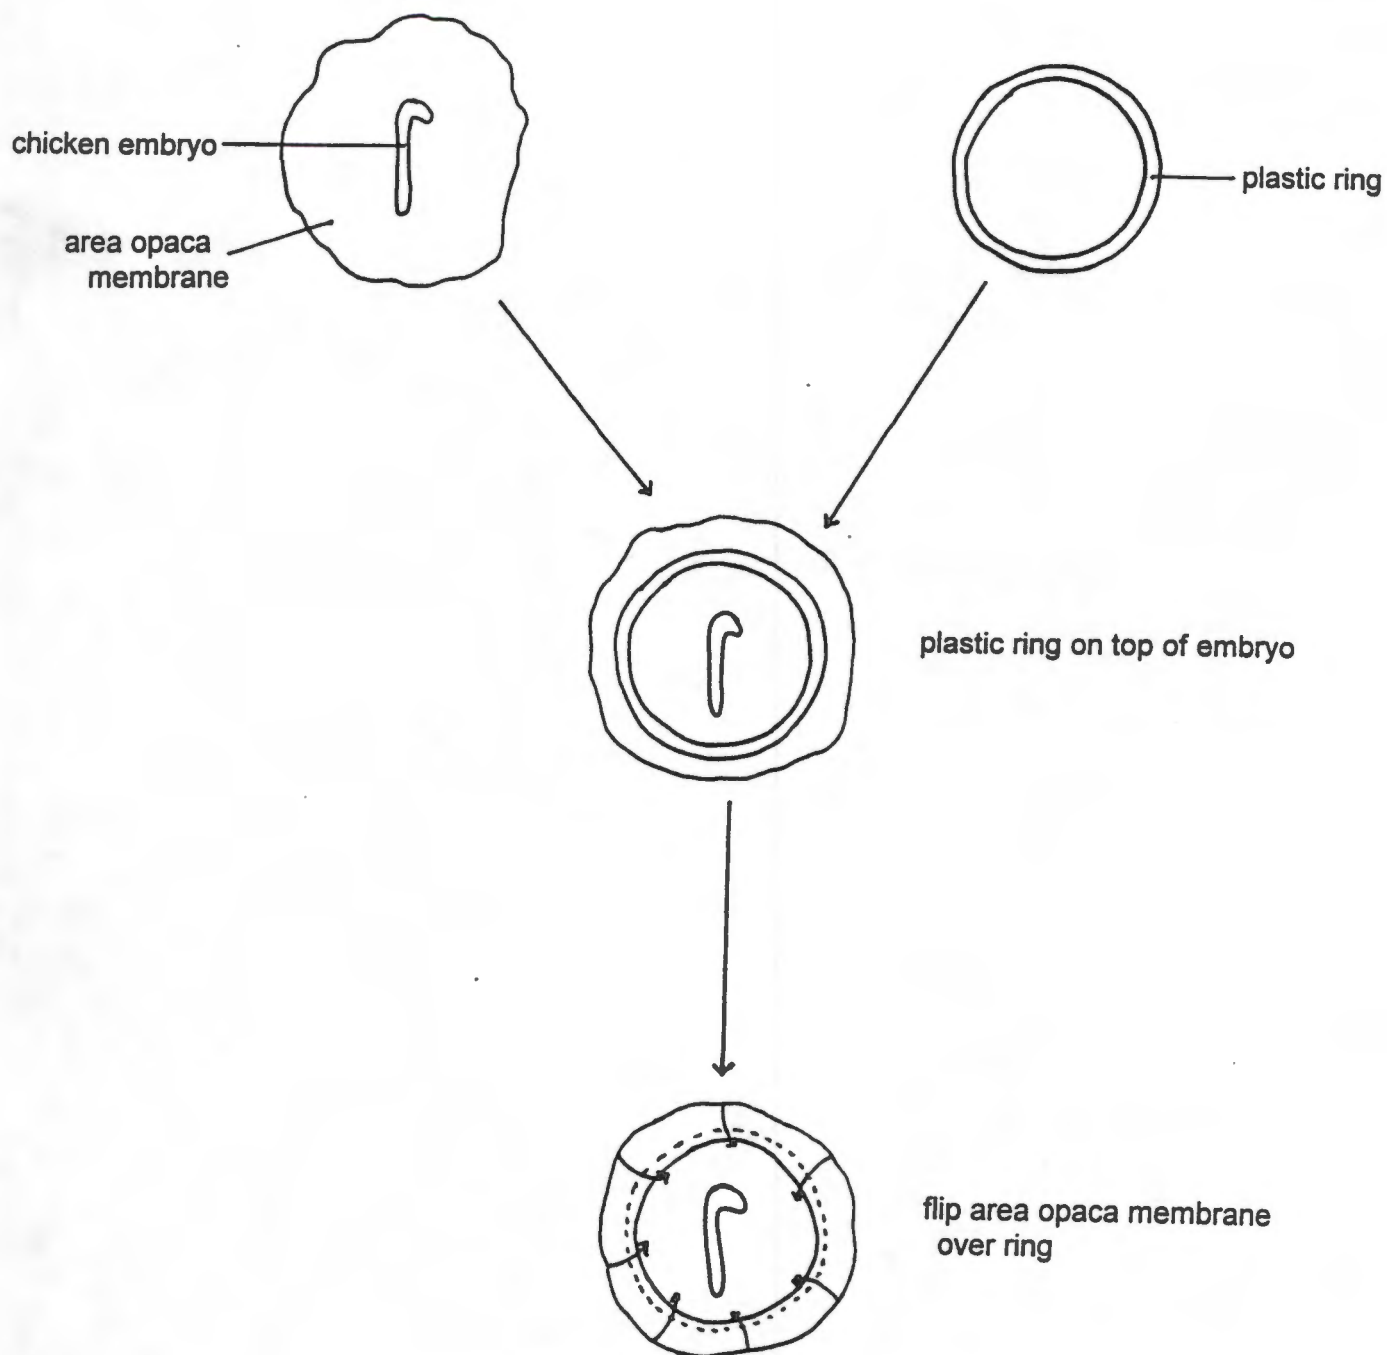 chicken embryo
area opaca
membrane
plastic ring
plastic ring on top of embryo
flip area opaca membrane
over ring